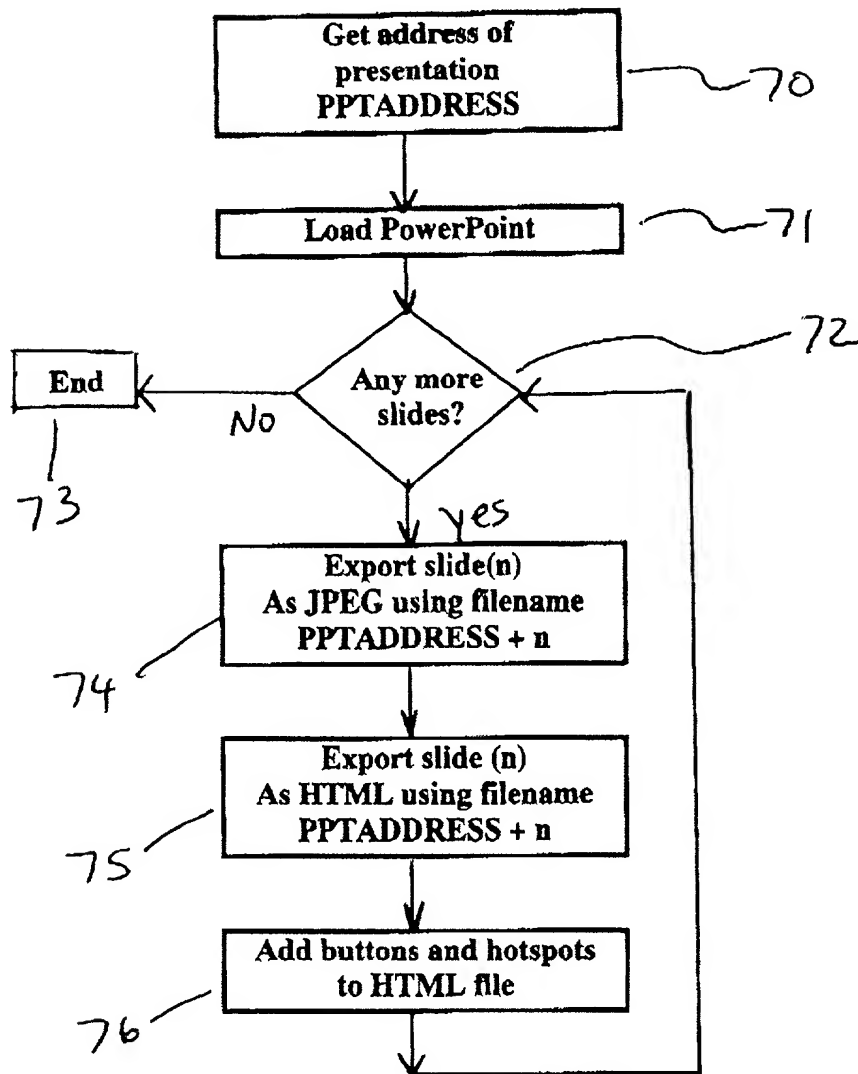 Get address of
presentation
PPTADDRESS
70
Load PowerPoint
71
72
Any more
slides?
End
No
73
yes
Export slide(n)
As JPEG using filename
PPTADDRESS + n
74
Export slide (n)
As HTML using filename
PPTADDRESS + n
75
Add buttons and hotspots
to HTML file
76